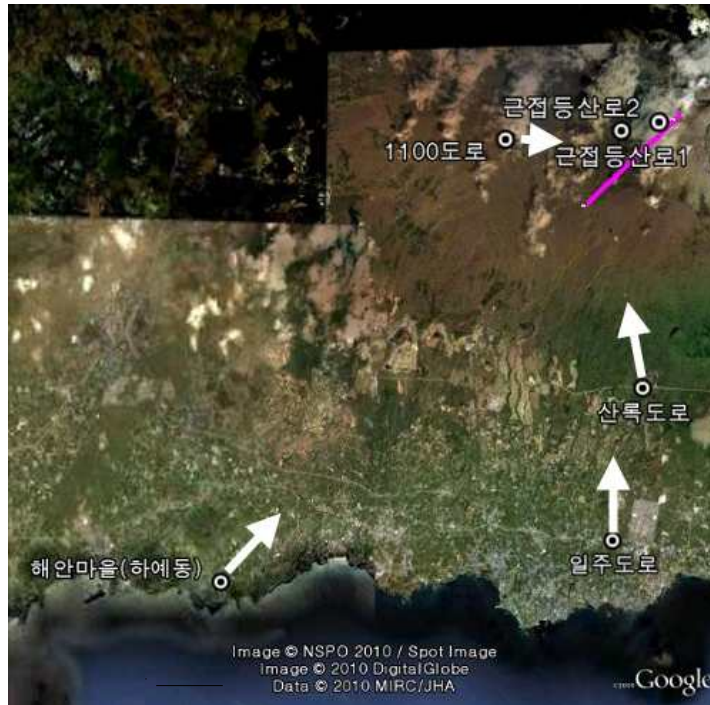 근접등산로2
1100도로
근접등산로1
산록도로
해안마을(하예동)
일주도로
Image © NSPO 2010 / Spot Image
Image © 2010 DigitalGlobe
Data © 2010 MIRC/JHA
Google